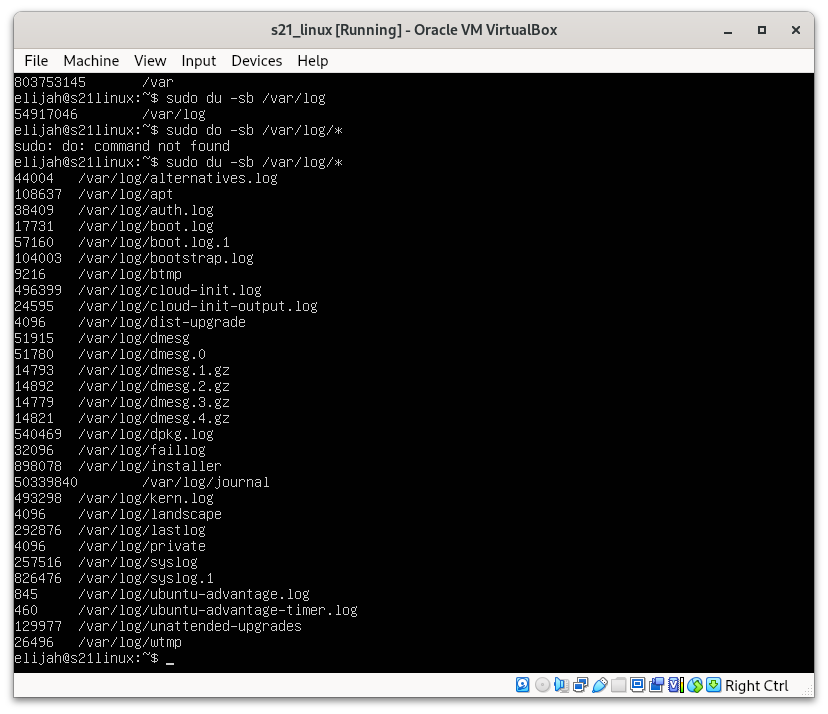 s21_linux [Running] - Oracle VM VirtualBox
File Machine View Input Devices Help
803753145 /var
elijah@s21linux:~$ sudo du -sb /var/log
54917046 /var/log
elijah@s21linux:~$ sudo do -sb /var/log/*
sudo: do: command not found
elijah@s21linux:~$ sudo du -sb /var/log/*
44004 /var/log/alternatives.log
108637 /var/log/apt
38409 /var/log/auth.log
17731 /var/log/boot.log
57160 /var/log/boot.log.1
104003 /var/log/bootstrap.log
9216 /var/log/btmp
496399 /var/log/cloud-init.log
24595 /var/log/cloud-init-output.log
4096 /var/log/dist-upgrade
51915 /var/log/dmesg
51780 /var/log/dmesg.0
14793 /var/log/dmesg.1.gz
14892 /var/log/dmesg.2.gz
14779 /var/log/dmesg.3.gz
14821 /var/log/dmesg.4.gz
540469 /var/log/dpkg.log
32096 /var/log/faillog
898078 /var/log/installer
50339840 /var/log/journal
493298 /var/log/kern.log
4096 /var/log/landscape
292876 /var/log/lastlog
4096 /var/log/private
257516 /var/log/syslog
826476 /var/log/syslog.1
845 /var/log/ubuntu-advantage.log
460 /var/log/ubuntu-advantage-timer.log
129977 /var/log/unattended-upgrades
26496 /var/log/wtmp
elijah@s21linux:~$ _
Right Ctrl